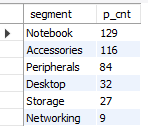 segment p_cnt
Notebook 129
Accessories 116
Peripherals 84
Desktop 32
Storage 27
Networking 9